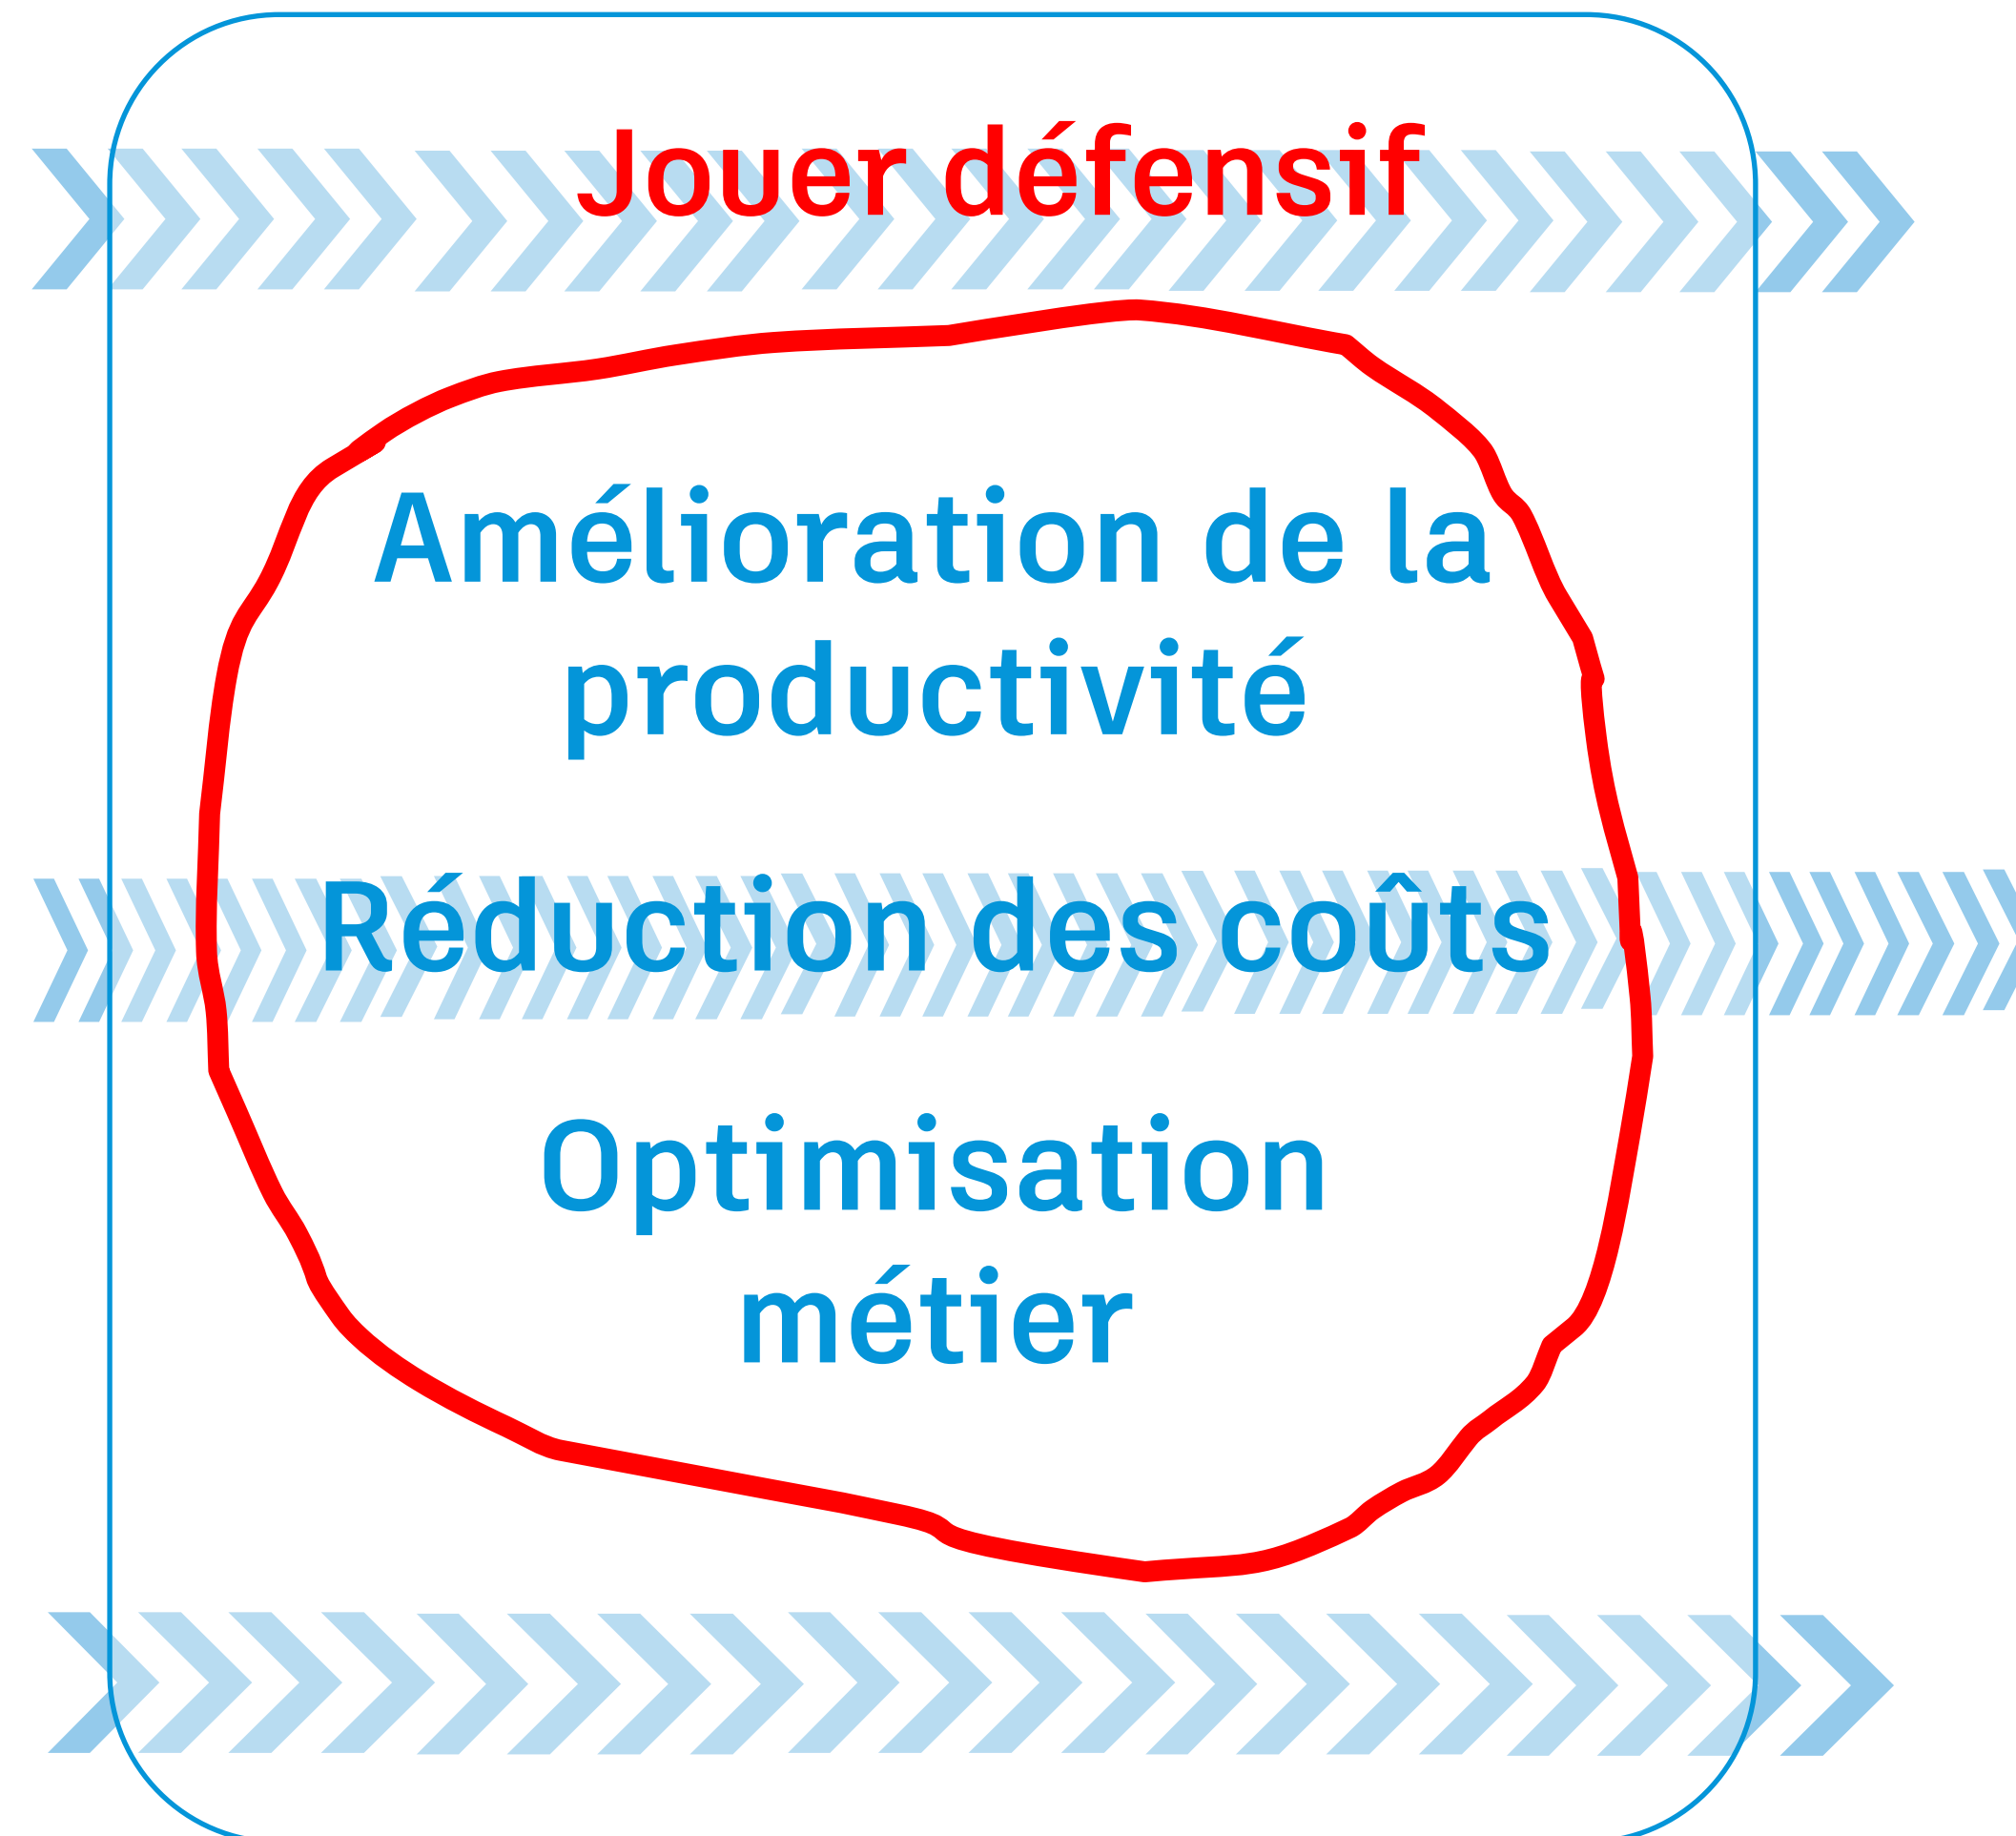 Jouer défensif
Amélioration de la
productivité
Réduction des coûts
Optimisation
métier